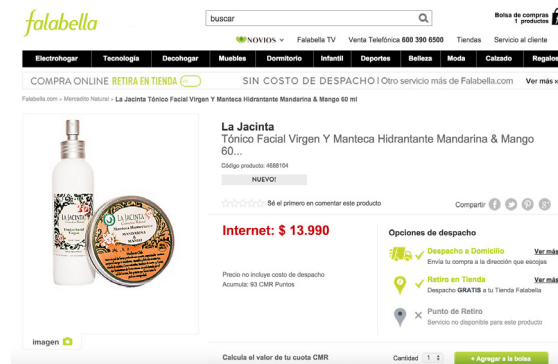 falabella
buscar
Bolsa de compras
1 productos
NOVIOS
Falabella TV
Venta Telefónica 600 390 6500
Tiendas
Servicio al cliente
Electrohogar
Tecnología
Decohogar
Muebles
Dormitorio
Infantil
Deportes
Belleza
Moda
Calzado
Regalos
COMPRA ONLINE RETIRA EN TIENDA
SIN COSTO DE DESPACHO | Otro servicio más de Falabella.com
Ver más »
Falabella.com » Mercadito Natural » La Jacinta Tónico Facial Virgen Y Manteca Hidrantante Mandarina & Mango 60 ml
La Jacinta
Tónico Facial Virgen Y Manteca Hidrantante Mandarina & Mango
60...
Código producto: 4688104
NUEVO!
Sé el primero en comentar este producto
Compartir
Internet: $ 13.990
Precio no incluye costo de despacho
Acumula: 93 CMR Puntos
Opciones de despacho
Despacho a Domicilio
Ver más
Envía tu compra a la dirección que escojas
Retiro en Tienda
Ver más
Despacho GRATIS a tu Tienda Falabella
Punto de Retiro
Servicio no disponible para este producto
LA JACINTA
LA JACINTA
Manteca Humectante
MANDARINA
&
MANGO
imagen
Calcula el valor de tu cuota CMR
Cantidad
1
+ Agregar a la bolsa